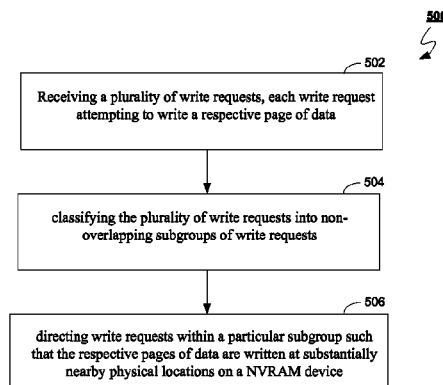 502
Receiving a plurality of write requests, each write request
attempting to write a respective page of data
504
classifying the plurality of write requests into non-
overlapping subgroups of write requests
506
directing write requests within a particular subgroup such
that the respective pages of data are written at substantially
nearby physical locations on a NVRAM device